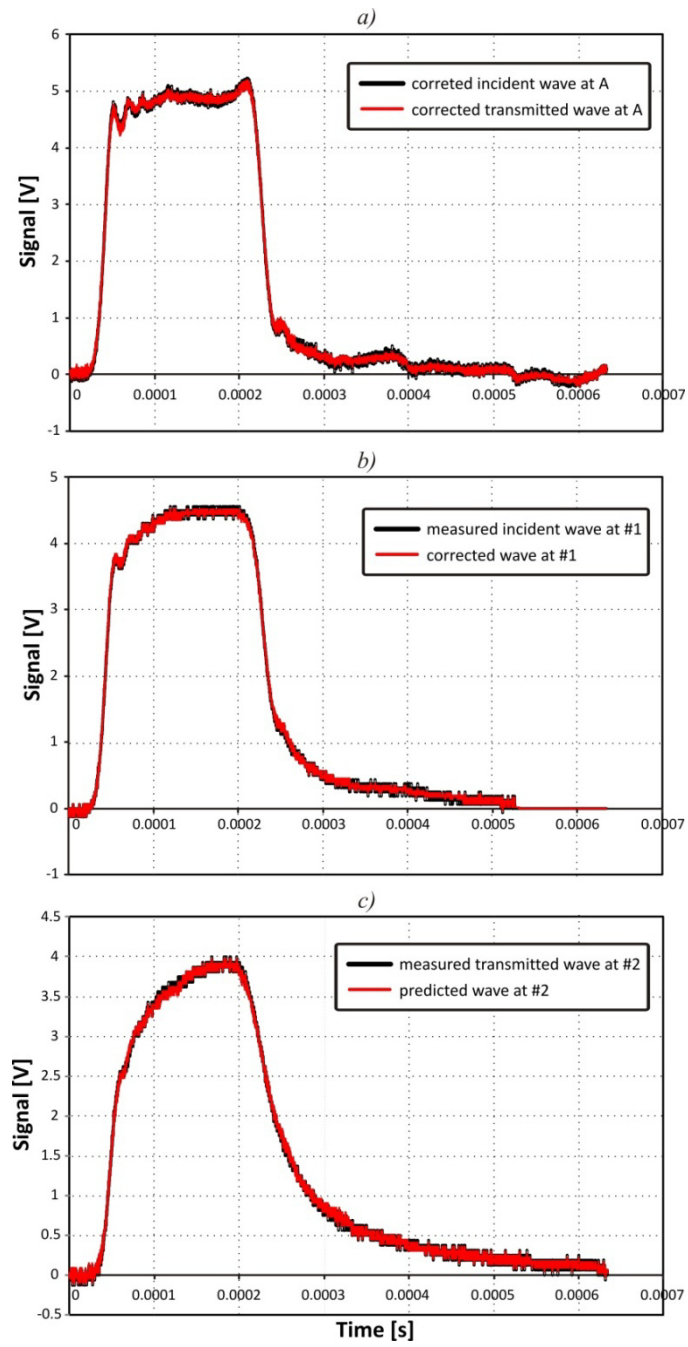 a)
6
5
4
3
2
1
0
-1
Signal [V]
correted incident wave at A
corrected transmitted wave at A
0 0.0001 0.0002 0.0003 0.0004 0.0005 0.0006 0.0007
b)
5
4
3
2
1
0
-1
Signal [V]
measured incident wave at #1
corrected wave at #1
0 0.0001 0.0002 0.0003 0.0004 0.0005 0.0006 0.0007
c)
4.5
4
3.5
3
2.5
2
1.5
1
0.5
0
-0.5
Signal [V]
measured transmitted wave at #2
predicted wave at #2
0 0.0001 0.0002 0.0003 0.0004 0.0005 0.0006 0.0007
Time [s]